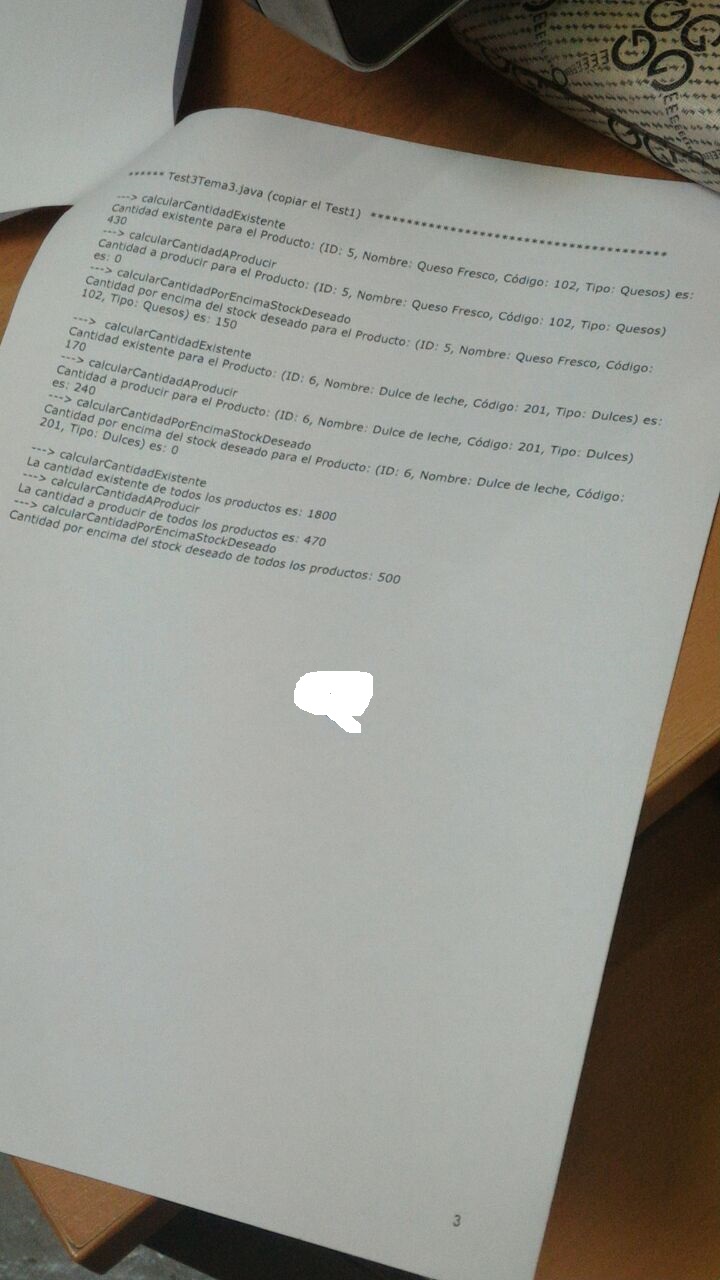 ****** Test3Tema3.java (copiar el Test1) ******************************************
---> calcularCantidadExistente
Cantidad existente para el Producto: (ID: 5, Nombre: Queso Fresco, Código: 102, Tipo: Quesos) es:
430
---> calcularCantidadAProducir
Cantidad a producir para el Producto: (ID: 5, Nombre: Queso Fresco, Código: 102, Tipo: Quesos)
es: 0
---> calcularCantidadPorEncimaStockDeseado
Cantidad por encima del stock deseado para el Producto: (ID: 5, Nombre: Queso Fresco, Código:
102, Tipo: Quesos) es: 150
---> calcularCantidadExistente
Cantidad existente para el Producto: (ID: 6, Nombre: Dulce de leche, Código: 201, Tipo: Dulces) es:
170
---> calcularCantidadAProducir
Cantidad a producir para el Producto: (ID: 6, Nombre: Dulce de leche, Código: 201, Tipo: Dulces)
es: 240
---> calcularCantidadPorEncimaStockDeseado
Cantidad por encima del stock deseado para el Producto: (ID: 6, Nombre: Dulce de leche, Código:
201, Tipo: Dulces) es: 0
---> calcularCantidadExistente
La cantidad existente de todos los productos es: 1800
---> calcularCantidadAProducir
La cantidad a producir de todos los productos es: 470
---> calcularCantidadPorEncimaStockDeseado
Cantidad por encima del stock deseado de todos los productos: 500
3